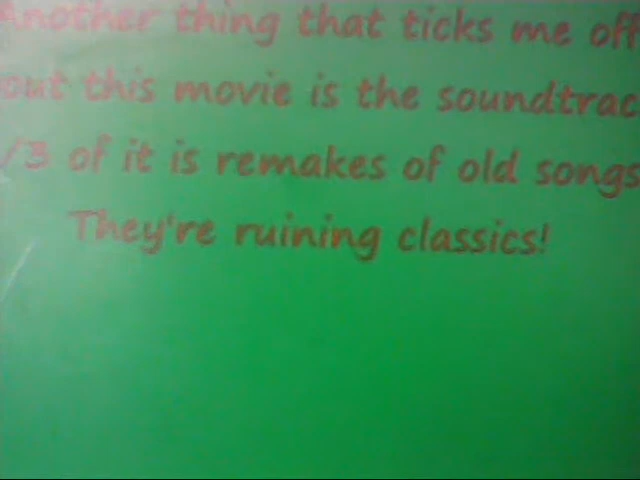 Another thing that ticks me off
out this movie is the soundtrac
/3 of it is remakes of old songs
They're ruining classics!